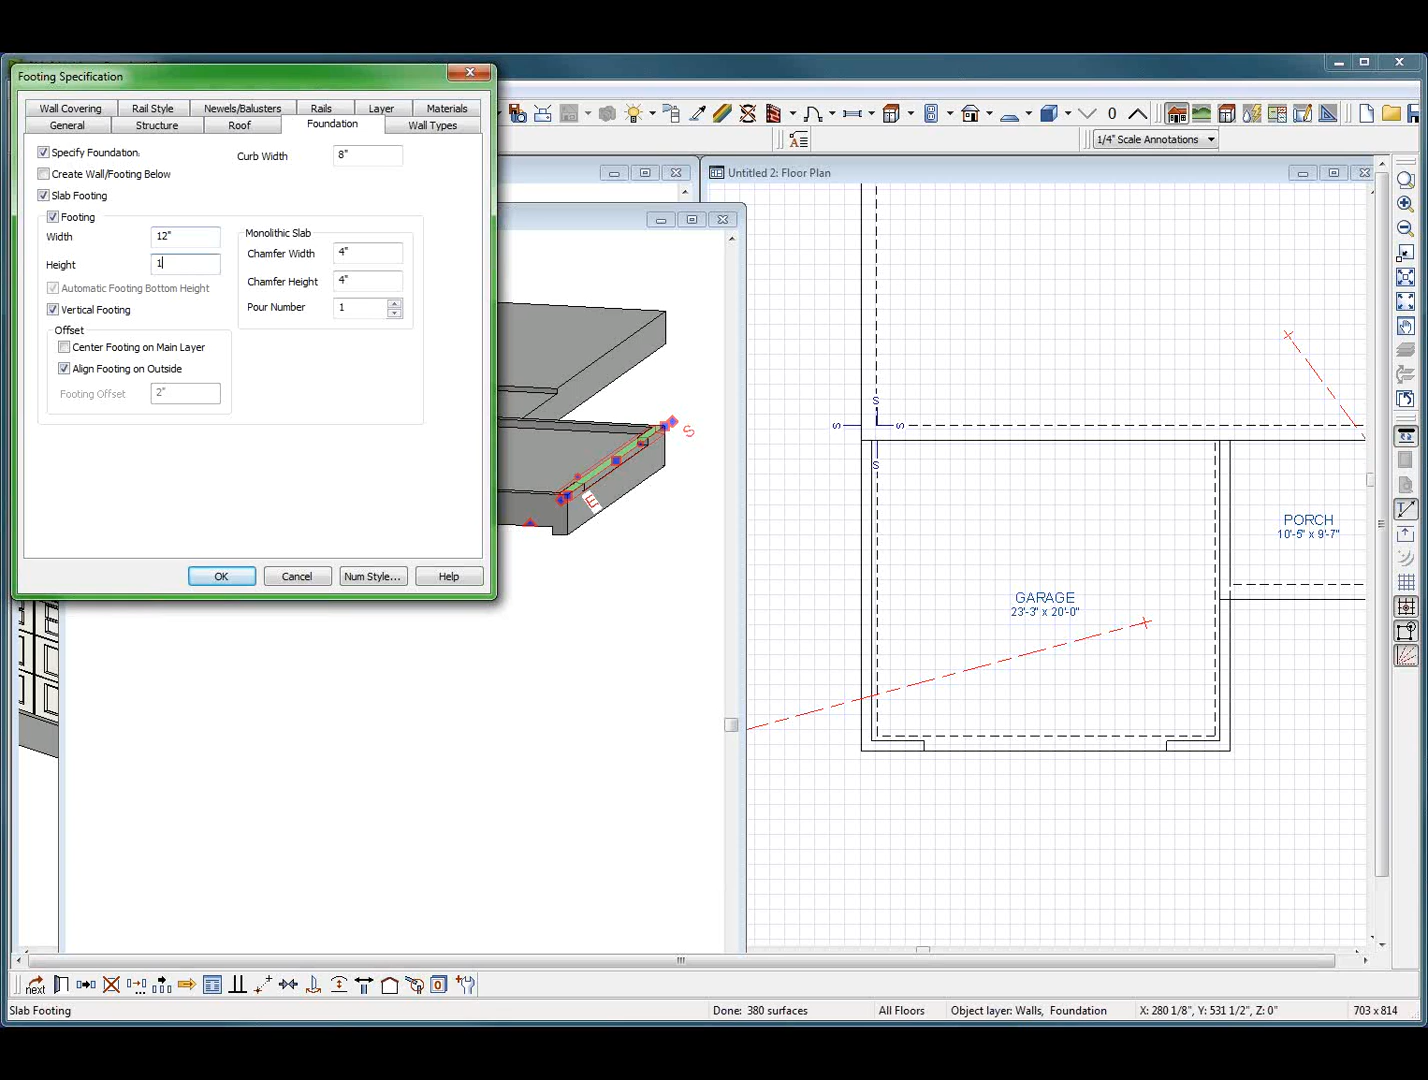 Footing Specification
Wall Covering
Rail Style
Newels/Balusters
Rails
Layer
Materials
General
Structure
Roof
Foundation
Wall Types
Specify Foundation:
Create Wall/Footing Below
Slab Footing
Curb Width 8"
Footing
Width 12"
Height 1
Automatic Footing Bottom Height
Vertical Footing
Offset
Center Footing on Main Layer
Align Footing on Outside
Footing Offset 2"
Monolithic Slab
Chamfer Width 4"
Chamfer Height 4"
Pour Number 1
OK
Cancel
Num Style...
Help
S
E
0
1/4" Scale Annotations
Untitled 2: Floor Plan
S
S
S
S
PORCH
10'-5" x 9'-7"
GARAGE
23'-3" x 20'-0"
next
0
Slab Footing
Done: 380 surfaces
All Floors
Object layer: Walls, Foundation
X: 280 1/8", Y: 531 1/2", Z: 0"
703 x 814